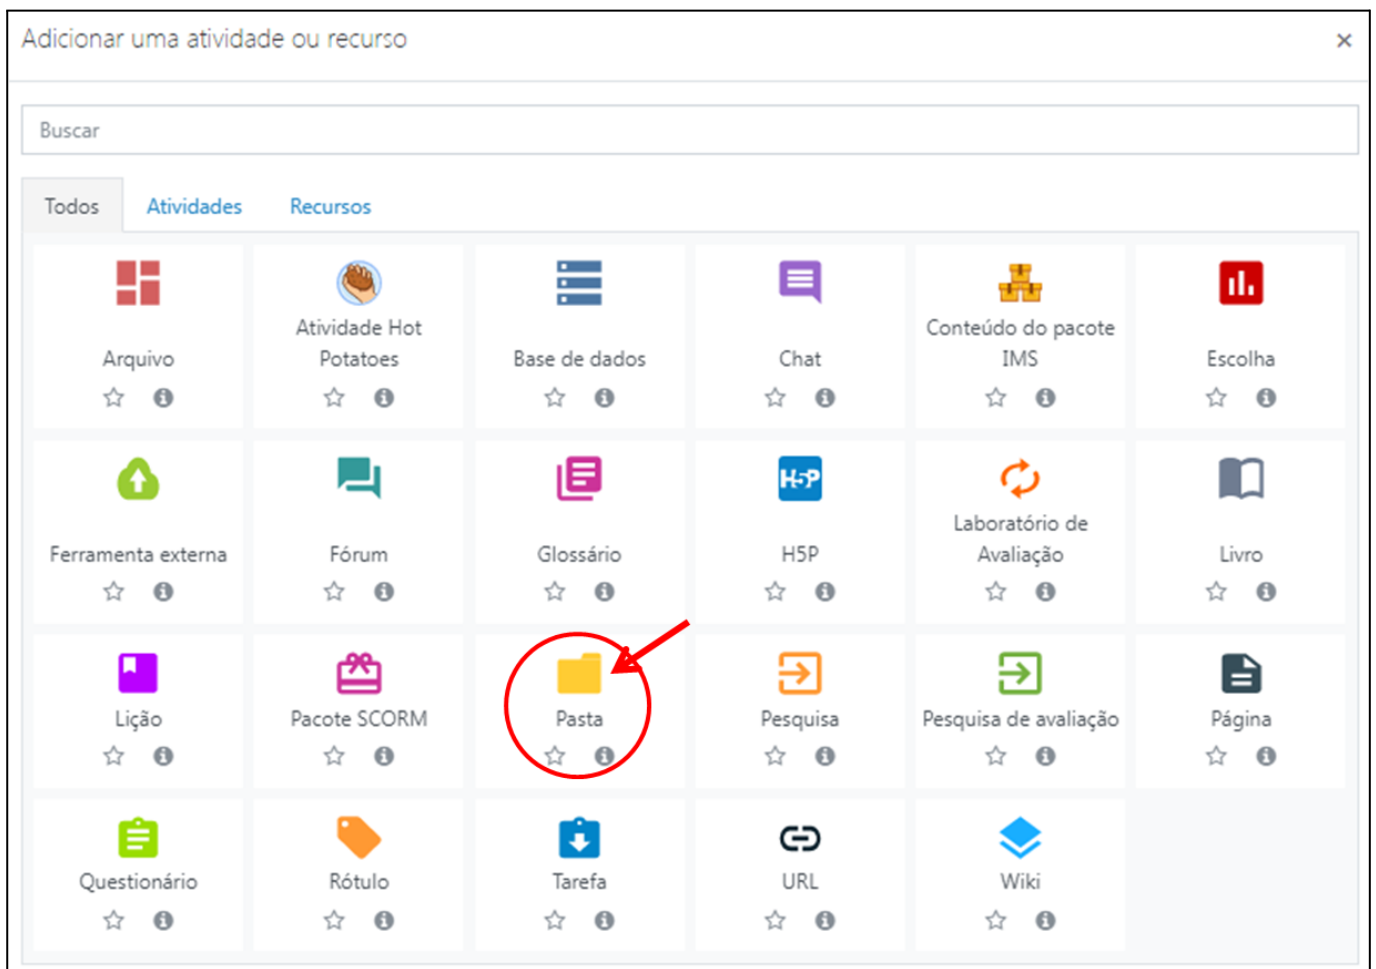 Adicionar uma atividade ou recurso
×
Buscar
Todos Atividades Recursos
Arquivo
Atividade Hot
Potatoes
Base de dados
Chat
Conteúdo do pacote
IMS
Escolha
Ferramenta externa
Fórum
Glossário
H5P
H5P
Laboratório de
Avaliação
Livro
Lição
Pacote SCORM
Pasta
Pesquisa
Pesquisa de avaliação
Página
Questionário
Rótulo
Tarefa
URL
Wiki